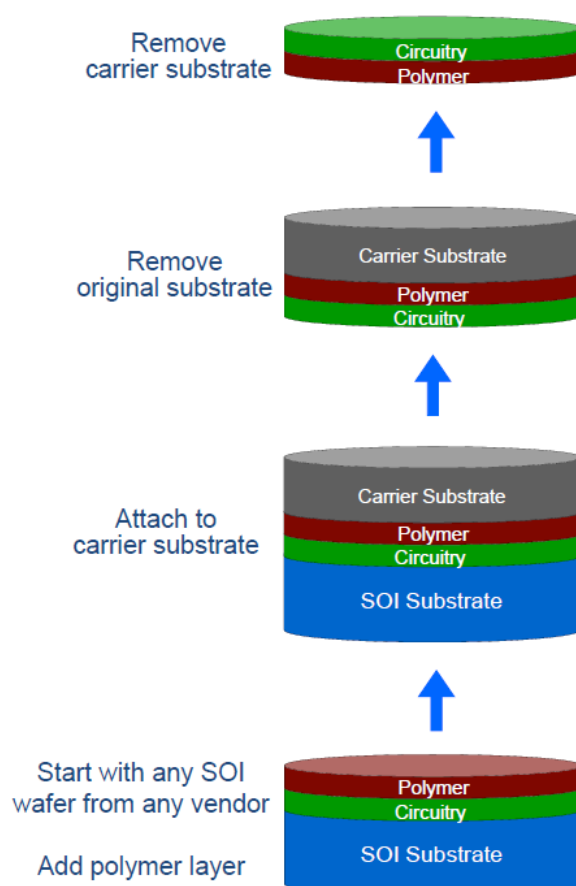 Remove
carrier substrate
Circuitry
Polymer
Remove
original substrate
Carrier Substrate
Polymer
Circuitry
Attach to
carrier substrate
Carrier Substrate
Polymer
Circuitry
SOI Substrate
Start with any SOI
wafer from any vendor
Add polymer layer
Polymer
Circuitry
SOI Substrate